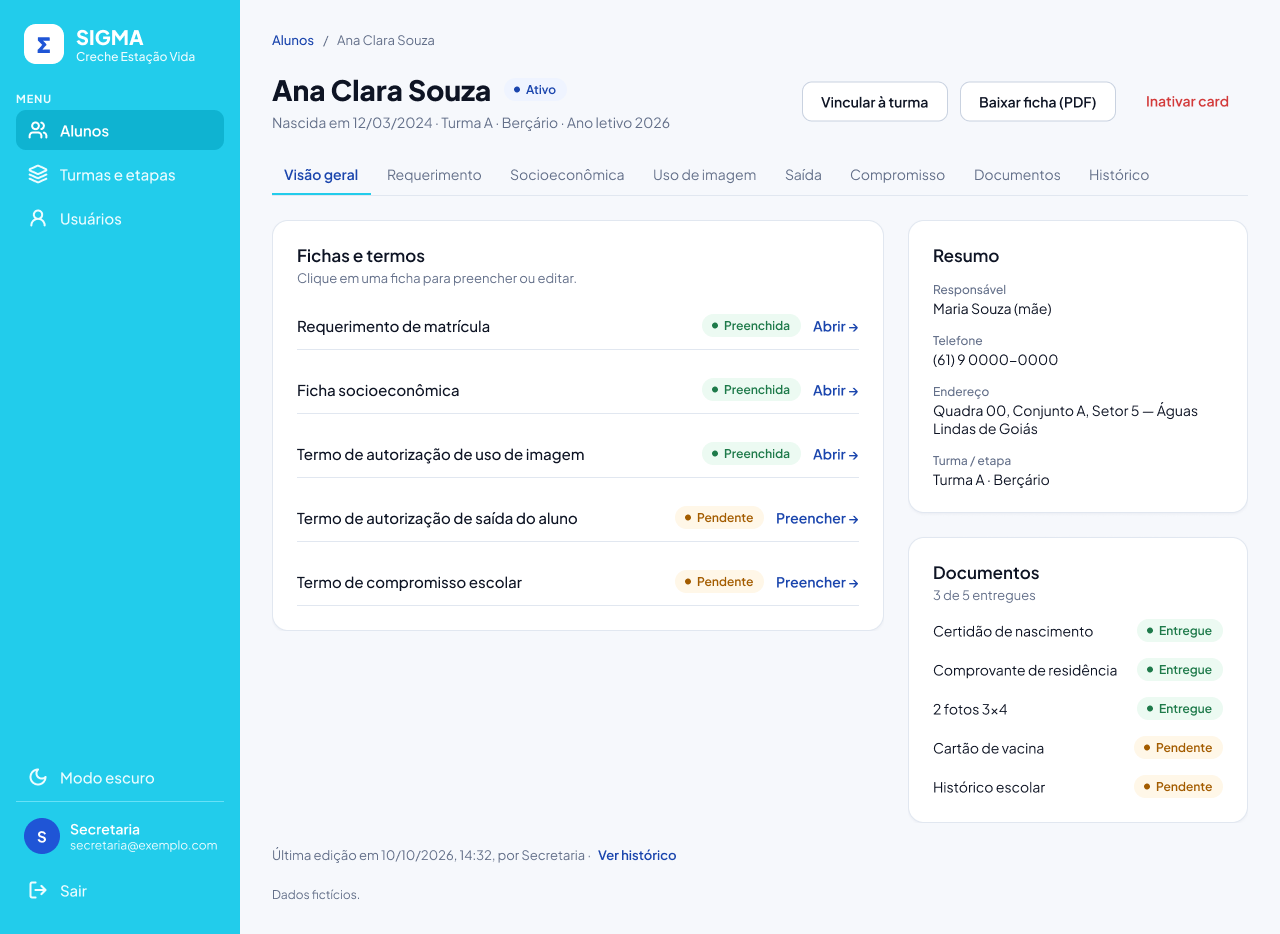 Σ
SIGMA
Creche Estação Vida
MENU
Alunos
Turmas e etapas
Usuários
Modo escuro
S
Secretaria
secretaria@exemplo.com
Sair
Alunos / Ana Clara Souza
Ana Clara Souza
Ativo
Nascida em 12/03/2024 · Turma A · Berçário · Ano letivo 2026
Vincular à turma
Baixar ficha (PDF)
Inativar card
Visão geral
Requerimento
Socioeconômica
Uso de imagem
Saída
Compromisso
Documentos
Histórico
Fichas e termos
Clique em uma ficha para preencher ou editar.
Requerimento de matrícula Preenchida Abrir →
Ficha socioeconômica Preenchida Abrir →
Termo de autorização de uso de imagem Preenchida Abrir →
Termo de autorização de saída do aluno Pendente Preencher →
Termo de compromisso escolar Pendente Preencher →
Resumo
Responsável
Maria Souza (mãe)
Telefone
(61) 9 0000–0000
Endereço
Quadra 00, Conjunto A, Setor 5 — Águas
Lindas de Goiás
Turma / etapa
Turma A · Berçário
Documentos
3 de 5 entregues
Certidão de nascimento Entregue
Comprovante de residência Entregue
2 fotos 3×4 Entregue
Cartão de vacina Pendente
Histórico escolar Pendente
Última edição em 10/10/2026, 14:32, por Secretaria · Ver histórico
Dados fictícios.